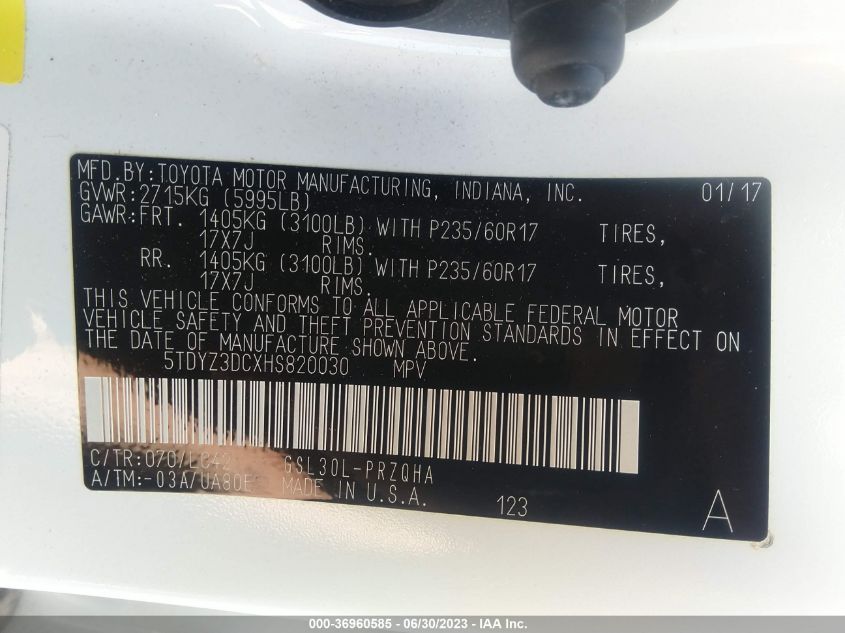 MFD.BY:TOYOTA MOTOR MANUFACTURING, INDIANA, INC. 01/17
GVWR:2715KG (5995LB)
GAWR:FRT. 1405KG (3100LB) WITH P235/60R17 TIRES,
17X7J RIMS.
RR. 1405KG (3100LB) WITH P235/60R17 TIRES,
17X7J RIMS.
THIS VEHICLE CONFORMS TO ALL APPLICABLE FEDERAL MOTOR
VEHICLE SAFETY AND THEFT PREVENTION STANDARDS IN EFFECT ON
THE DATE OF MANUFACTURE SHOWN ABOVE.
5TDYZ3DCXHS820030 MPV
C/TR:070/LC42 GSL30L-PRZQHA
A/TM:-03A/UA80E MADE IN U.S.A. 123 A
000-36960585 - 06/30/2023 - IAA Inc.